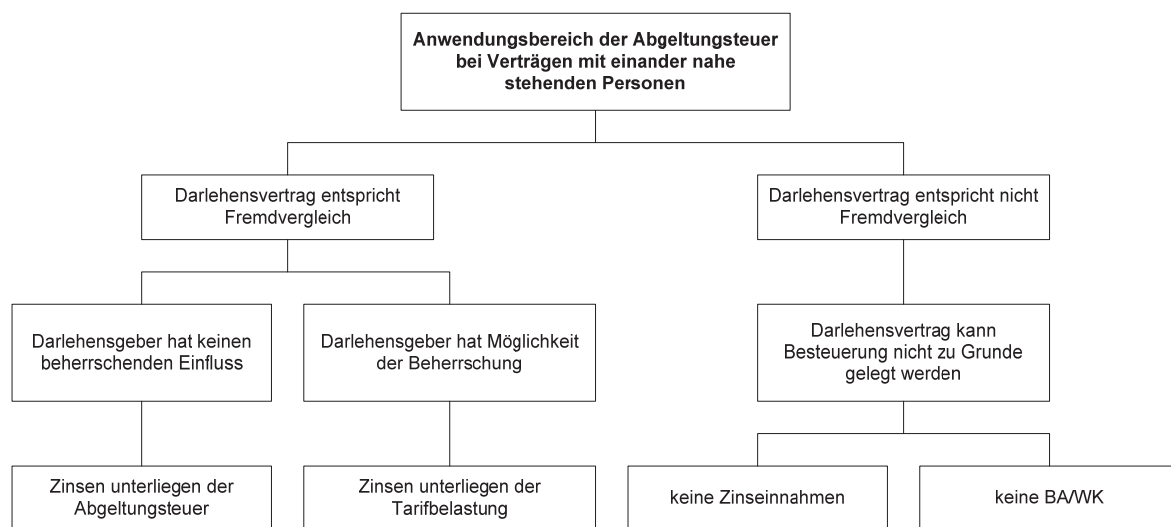 Anwendungsbereich der Abgeltungsteuer
bei Verträgen mit einander nahe
stehenden Personen
Darlehensvertrag entspricht
Fremdvergleich
Darlehensvertrag entspricht nicht
Fremdvergleich
Darlehensgeber hat keinen
beherrschenden Einfluss
Darlehensgeber hat Möglichkeit
der Beherrschung
Darlehensvertrag kann
Besteuerung nicht zu Grunde
gelegt werden
Zinsen unterliegen der
Abgeltungsteuer
Zinsen unterliegen der
Tarifbelastung
keine Zinseinnahmen
keine BA/WK